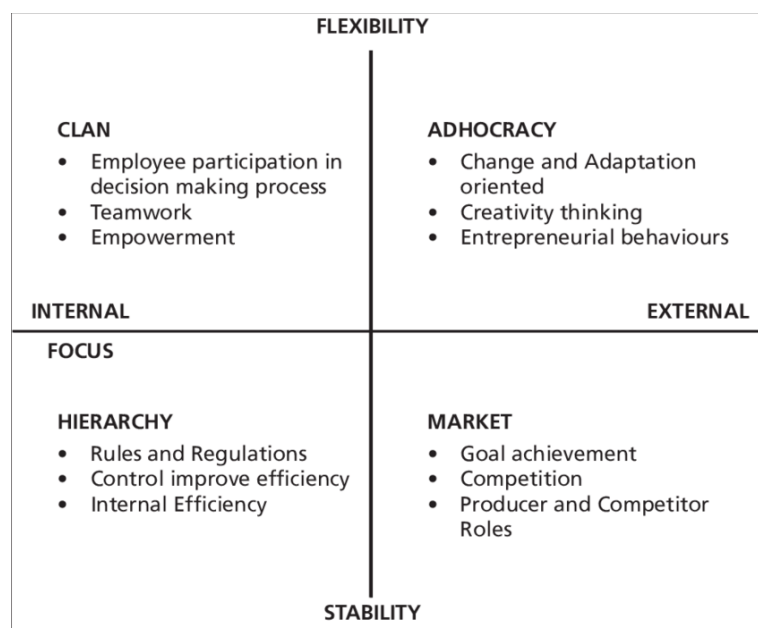 FLEXIBILITY
CLAN
• Employee participation in
decision making process
• Teamwork
• Empowerment
ADHOCRACY
• Change and Adaptation
oriented
• Creativity thinking
• Entrepreneurial behaviours
INTERNAL
EXTERNAL
FOCUS
HIERARCHY
• Rules and Regulations
• Control improve efficiency
• Internal Efficiency
MARKET
• Goal achievement
• Competition
• Producer and Competitor
Roles
STABILITY